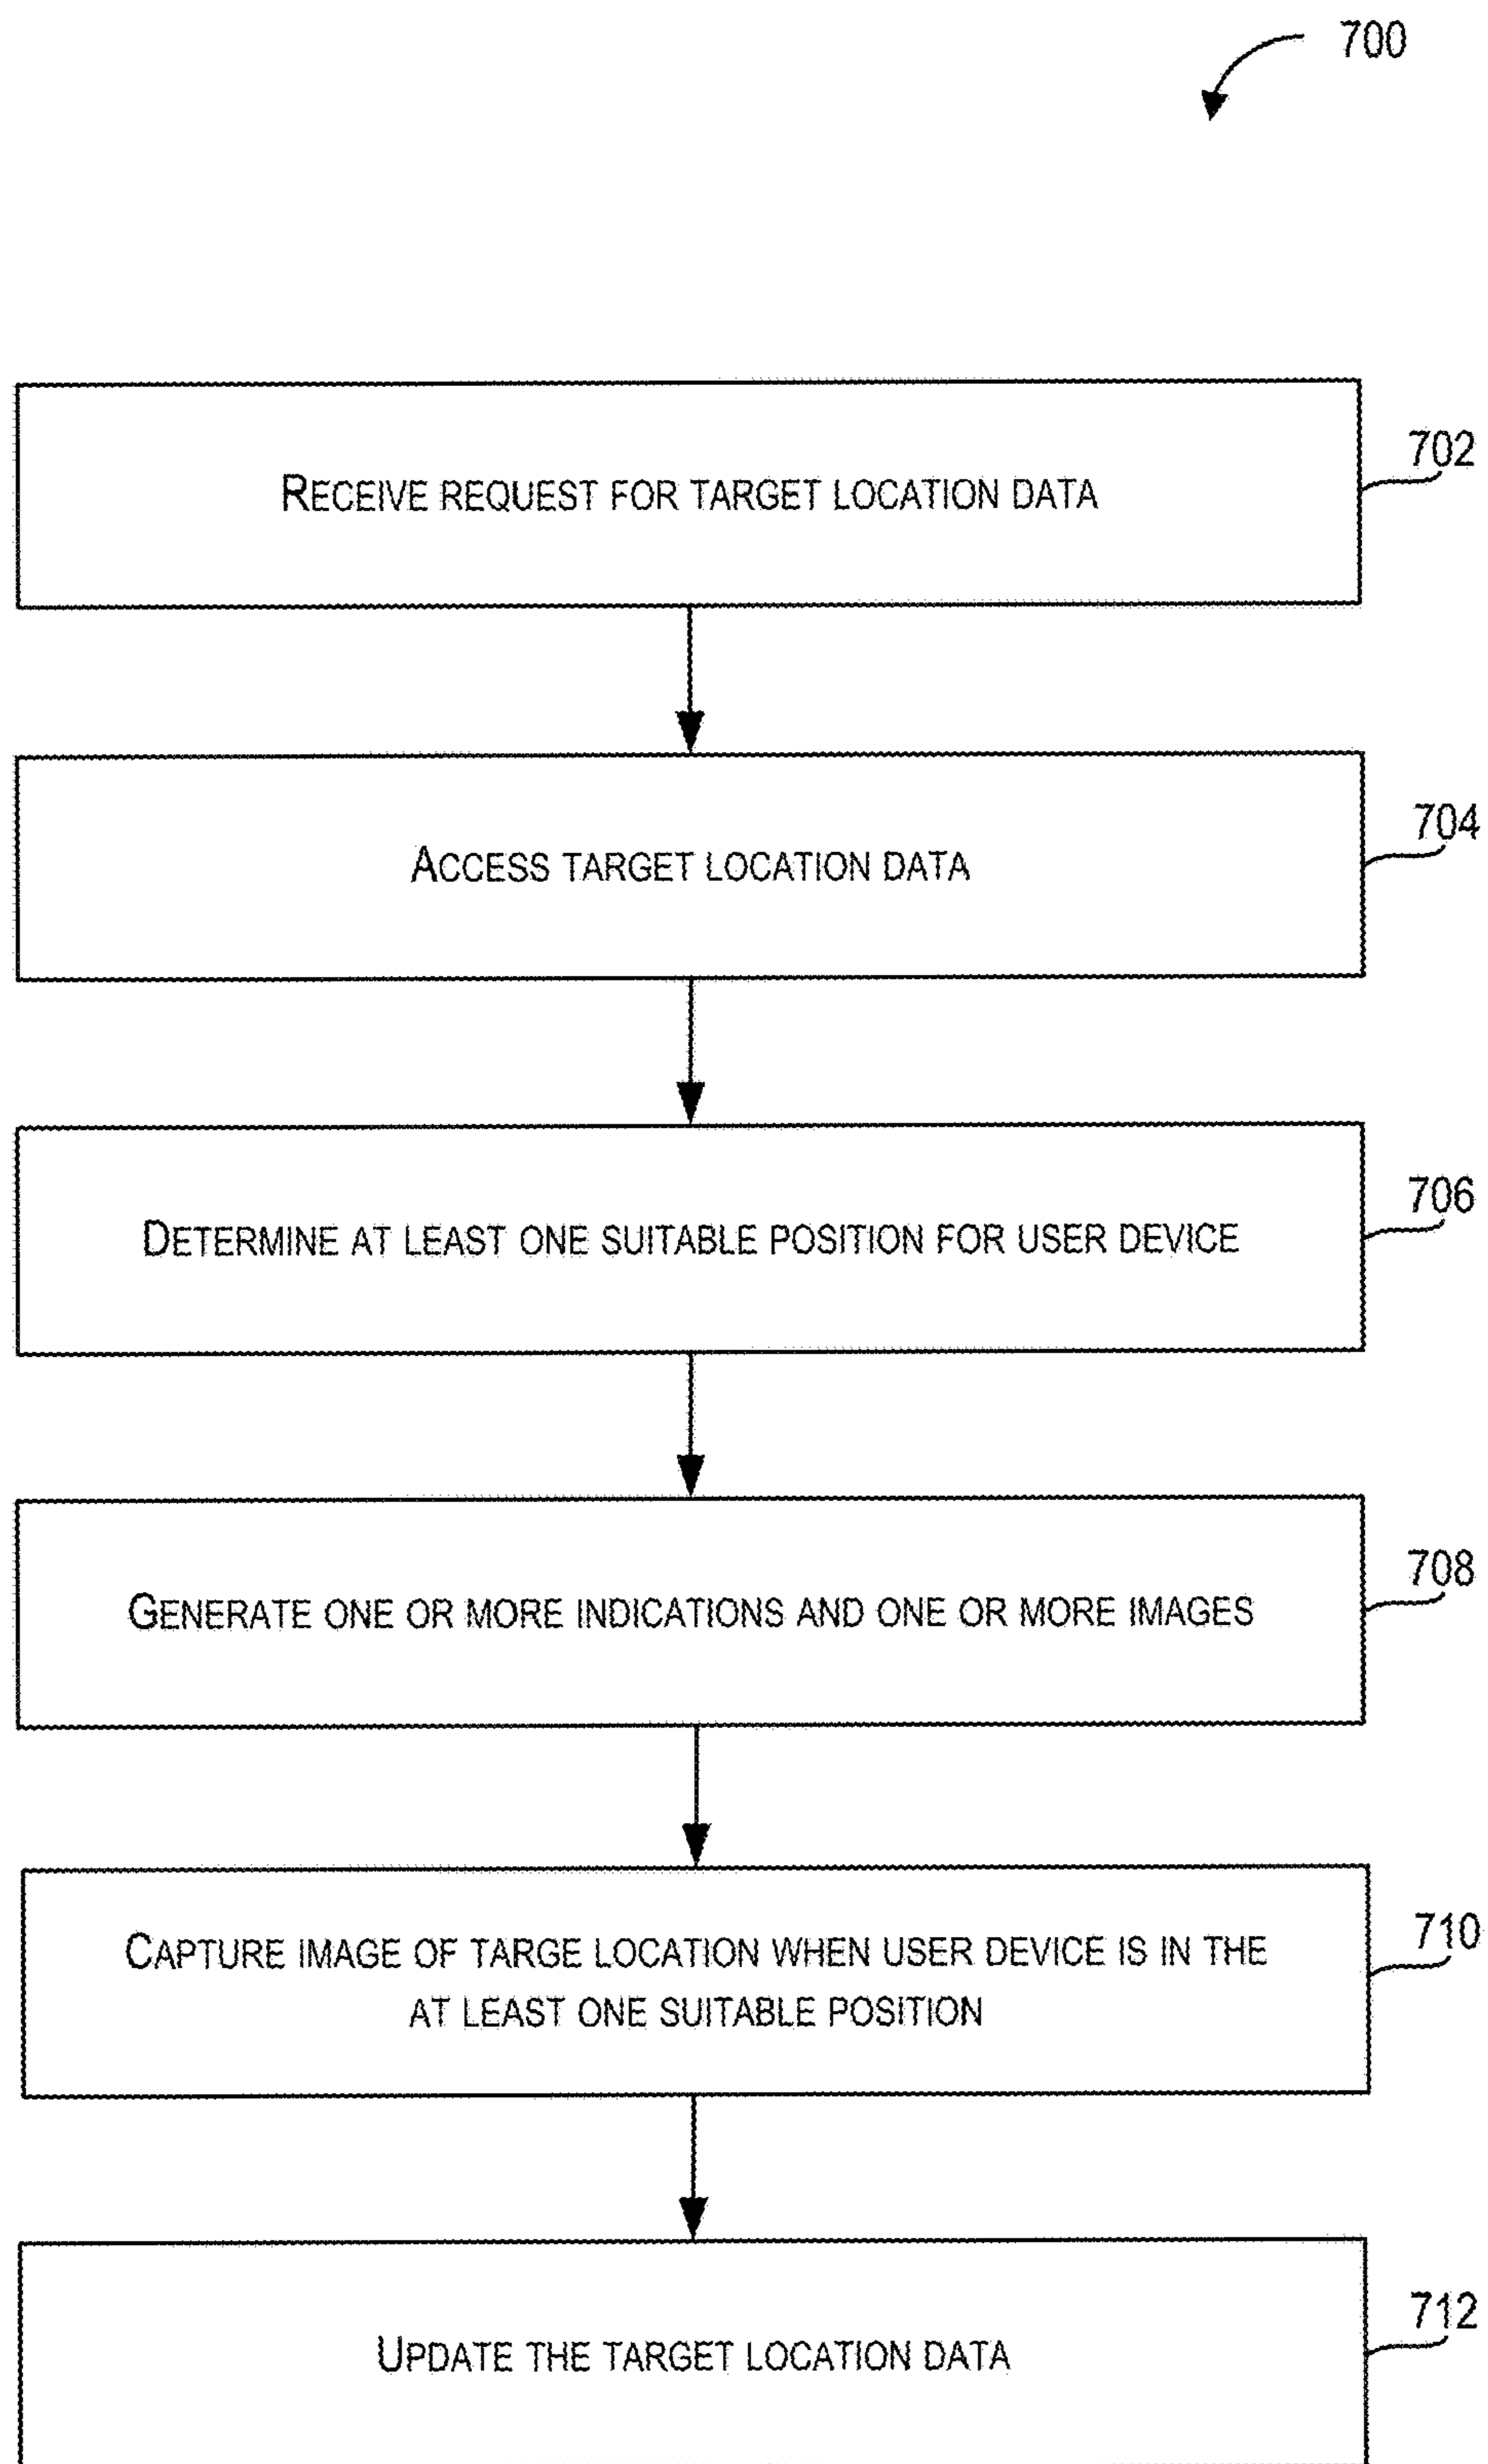 700
RECEIVE REQUEST FOR TARGET LOCATION DATA
702
ACCESS TARGET LOCATION DATA
704
DETERMINE AT LEAST ONE SUITABLE POSITION FOR USER DEVICE
706
GENERATE ONE OR MORE INDICATIONS AND ONE OR MORE IMAGES
708
CAPTURE IMAGE OF TARGE LOCATION WHEN USER DEVICE IS IN THE
AT LEAST ONE SUITABLE POSITION
710
UPDATE THE TARGET LOCATION DATA
712